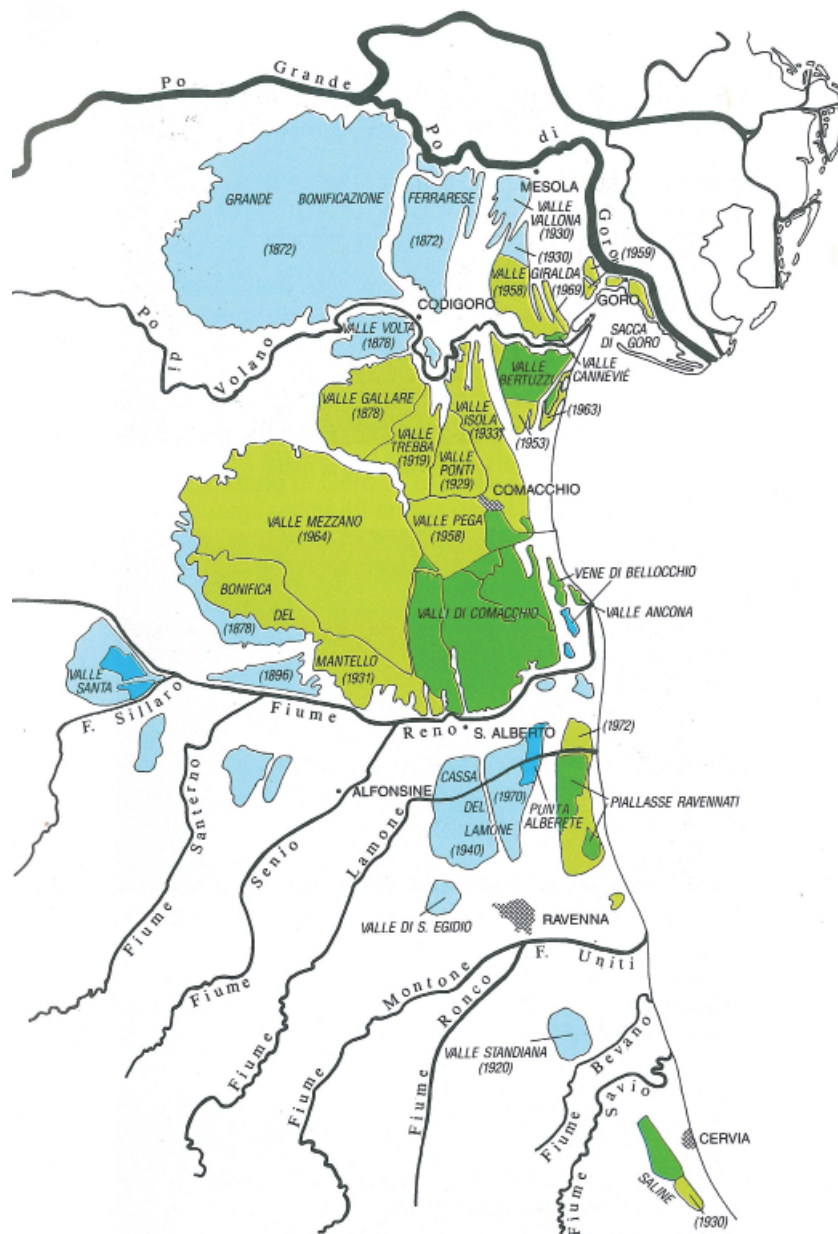 Po Grande
Po di Goro
MESOLA
GRANDE BONIFICAZIONE FERRARESE
(1872)
(1872)
VALLE
VALLONA
(1930)
(1930)
(1959)
VALLE GIRALDA
(1958)
(1969)
GORO
CODIGORO
SACCA
DI GORO
Po di Volano
VALLE VOLTA
(1878)
VALLE
CANNEVIÉ
VALLE
BERTUZZI
(1963)
(1953)
VALLE GALLARE
(1878)
VALLE
ISOLA
(1933)
VALLE
TREBBA
(1919)
VALLE
PONTI
(1929)
COMACCHIO
VALLE MEZZANO
(1964)
VALLE PEGA
(1958)
VENE DI BELLOCCHIO
BONIFICA DEL MANTELLO
(1931)
(1878)
VALLI DI COMACCHIO
VALLE ANCONA
VALLE
SANTA
(1896)
F. Sillaro
Fiume Reno
S. ALBERTO
(1972)
Fiume Santerno
ALFONSINE
CASSA
DEL
LAMONE
(1940)
(1970)
PUNTA
ALBERETE
PIALLASSE RAVENNATI
Fiume Senio
Fiume Lamone
VALLE DI S. EGIDIO
RAVENNA
F. Uniti
Fiume Montone
Fiume Ronco
VALLE STANDIANA
(1920)
Fiume Bevano
Fiume Savio
CERVIA
SALINE
(1930)